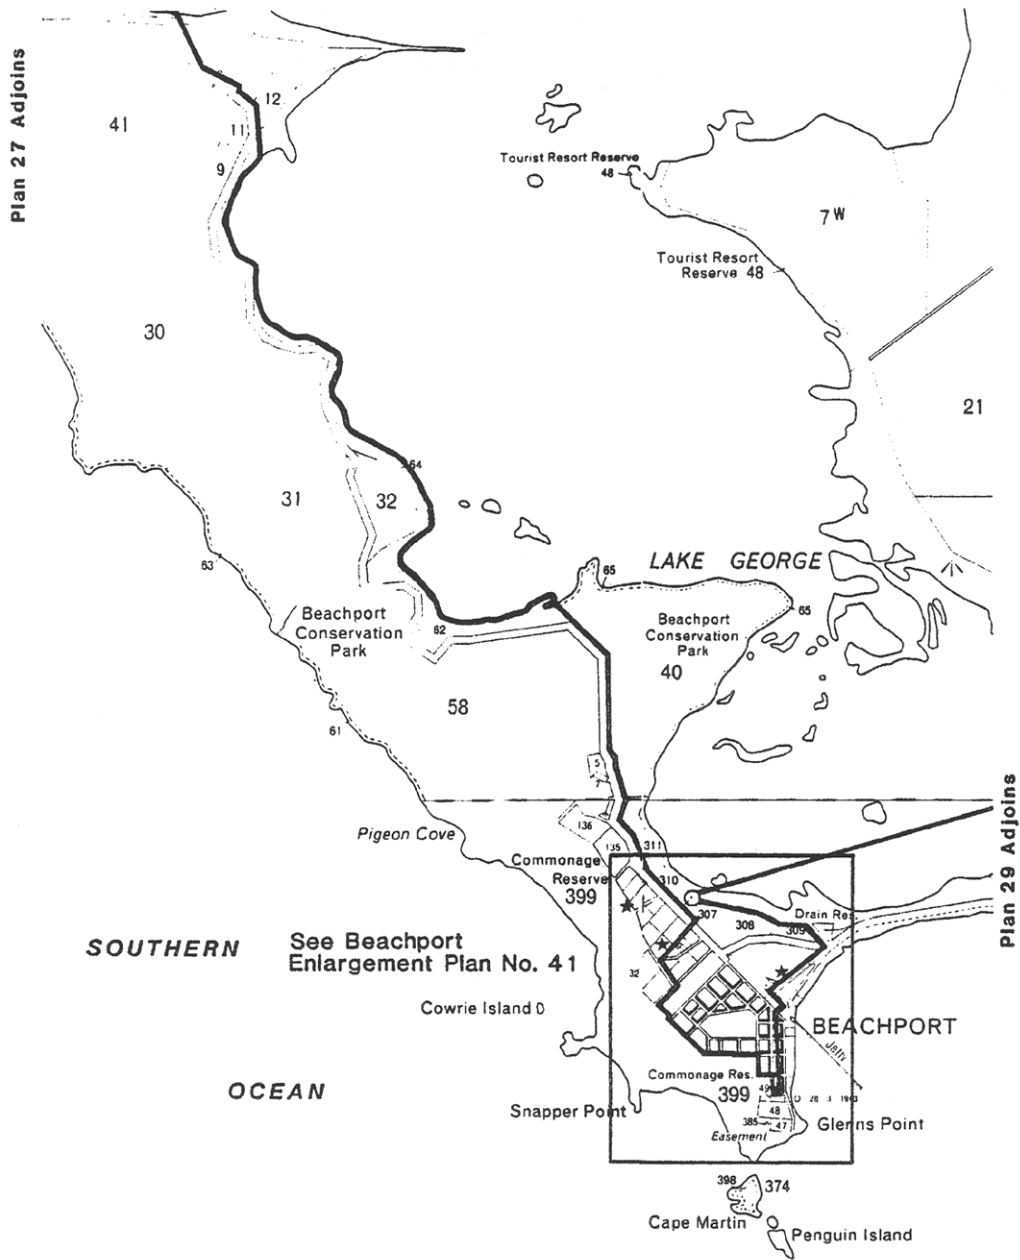 Plan 27 Adjoins
12
41
11
9
Tourist Resort Reserve
48
7W
Tourist Resort
Reserve 48
30
21
64
31
32
LAKE GEORGE
63
65
65
Beachport
Conservation
Park
62
Beachport
Conservation
Park
40
58
61
5
Plan 29 Adjoins
136
Pigeon Cove
135
311
Commonage
Reserve
399
310
307
308
Drain Res.
309
SOUTHERN
See Beachport
Enlargement Plan No. 41
32
Cowrie Island
BEACHPORT
Jetty
OCEAN
Commonage Res.
399
49
Snapper Point
48
385
47
Glenns Point
Easement
398
374
Cape Martin
Penguin Island